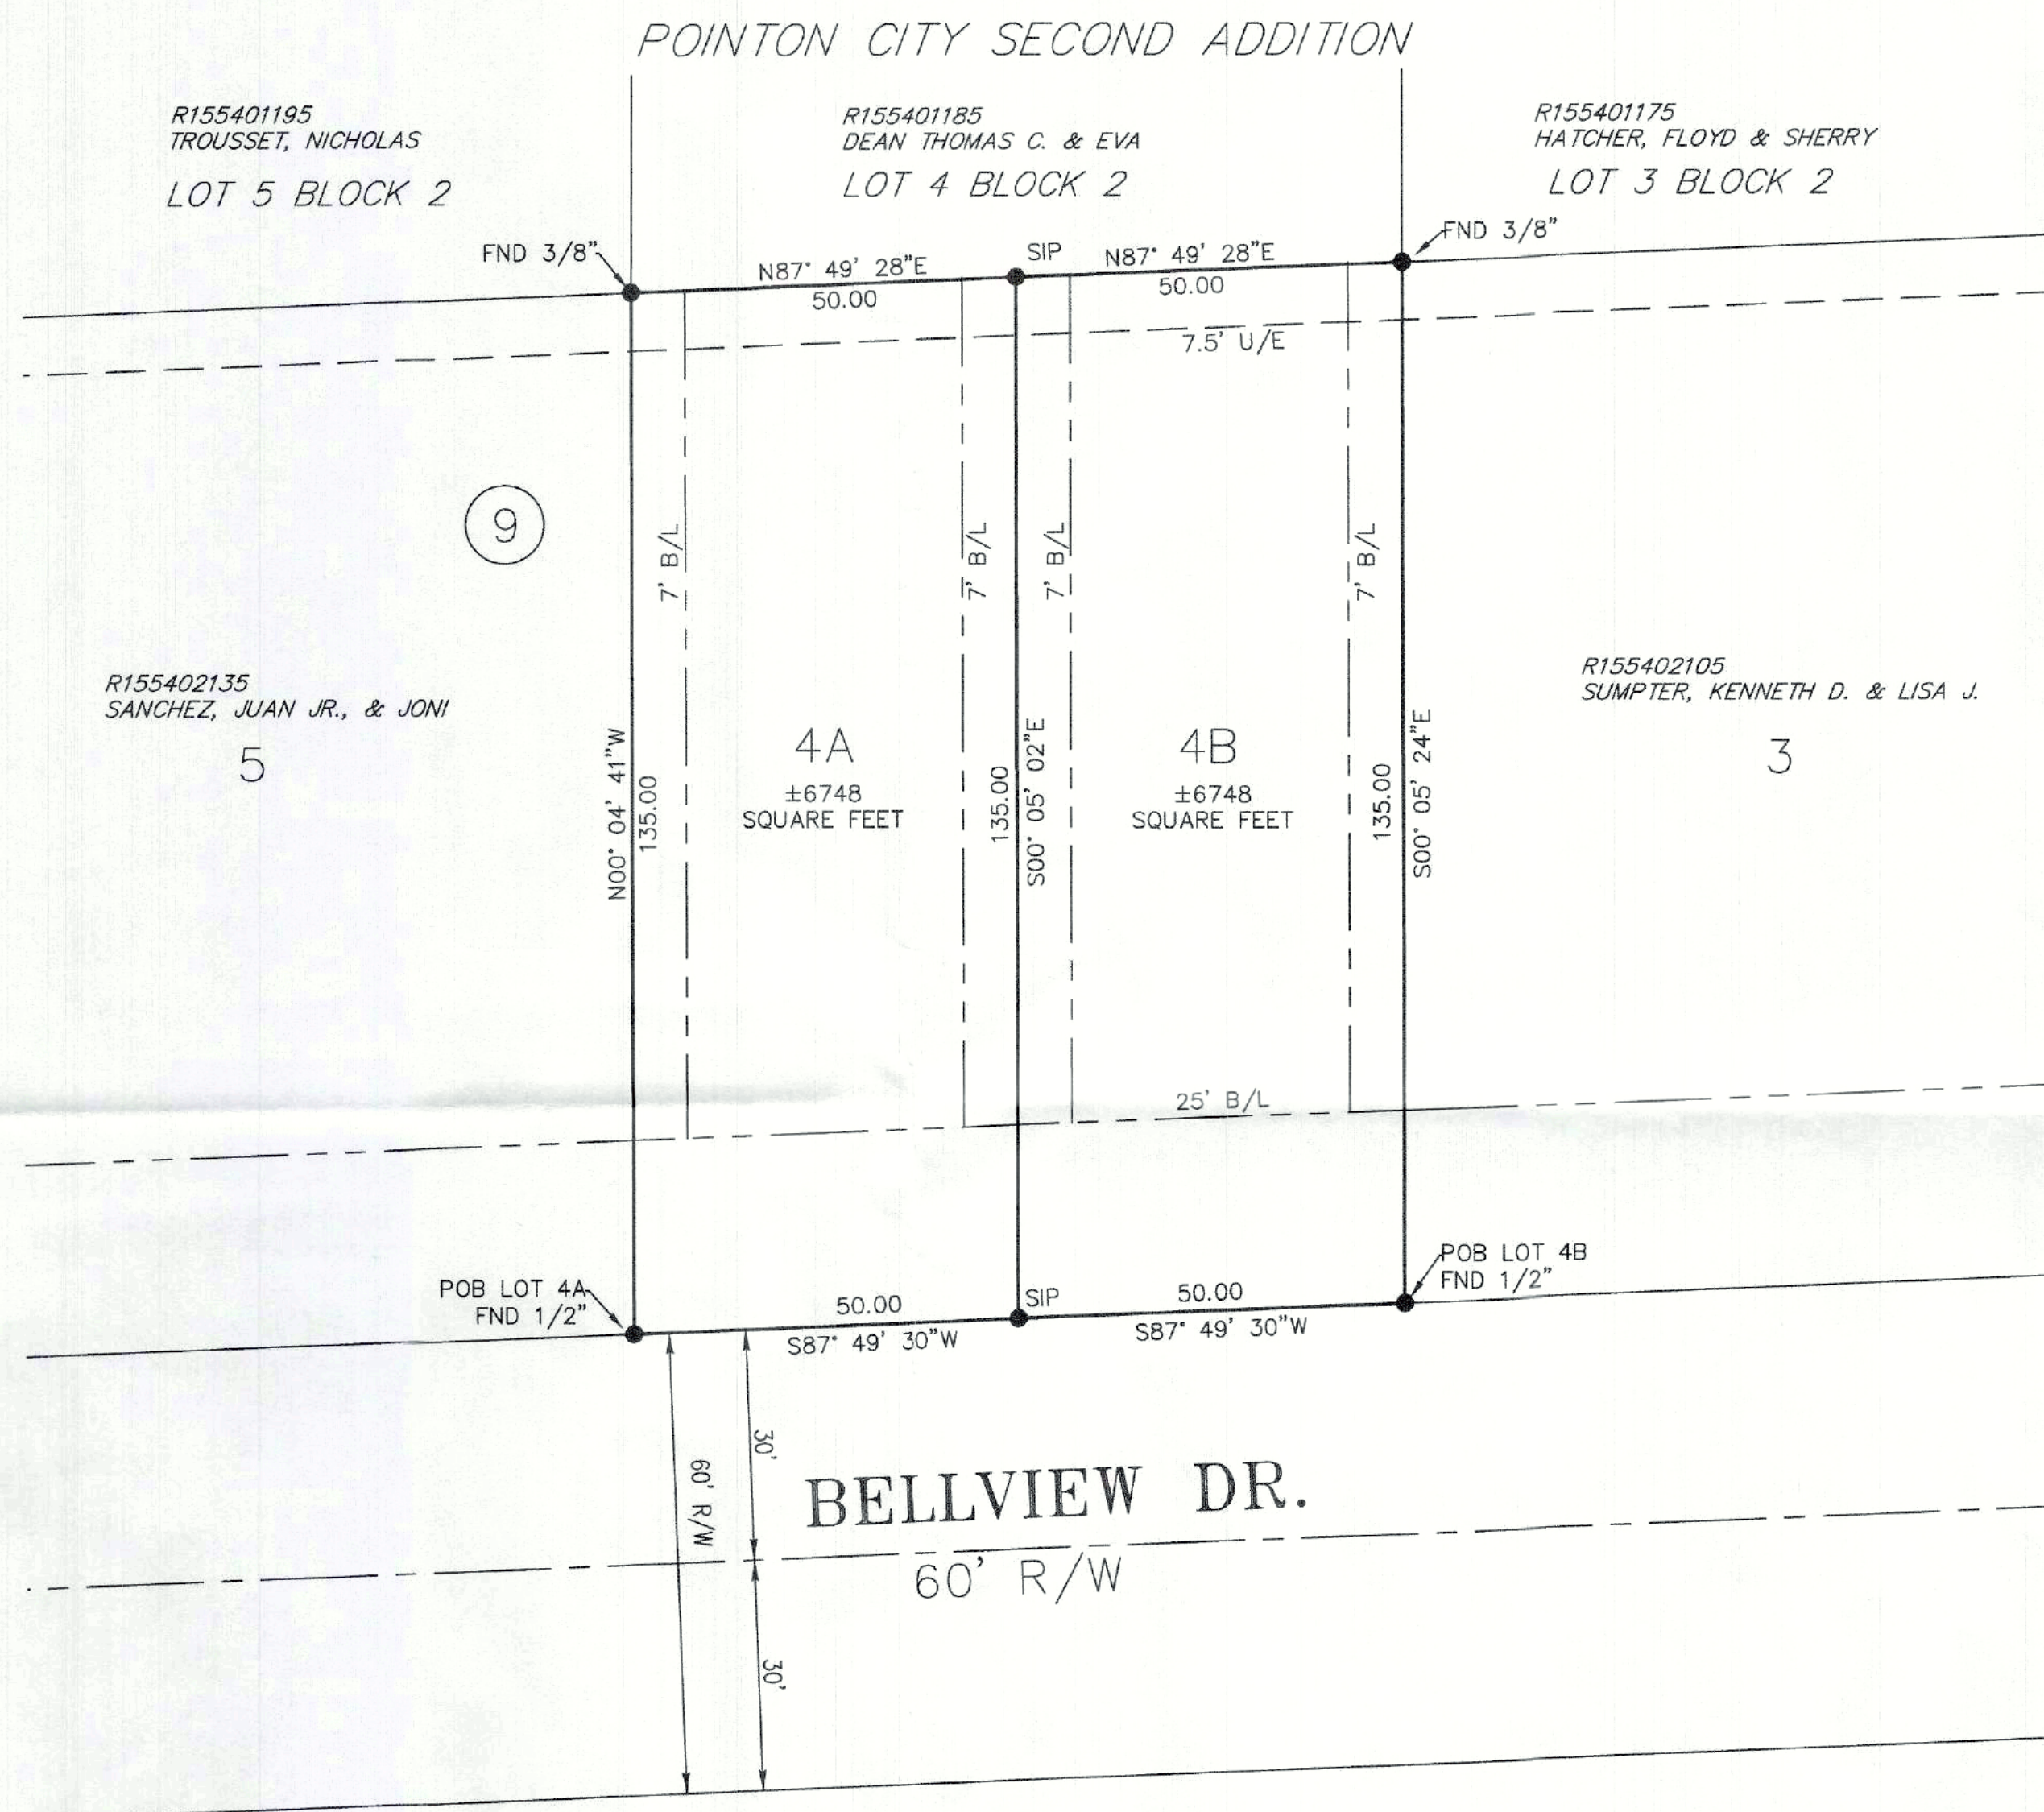 POINTON CITY SECOND ADDITION
R155401195
TROUSSET, NICHOLAS
LOT 5 BLOCK 2
R155401185
DEAN THOMAS C. & EVA
LOT 4 BLOCK 2
R155401175
HATCHER, FLOYD & SHERRY
LOT 3 BLOCK 2
FND 3/8"
N87° 49' 28"E
50.00
SIP
N87° 49' 28"E
50.00
FND 3/8"
7.5' U/E
9
7' B/L
7' B/L
7' B/L
7' B/L
R155402135
SANCHEZ, JUAN JR., & JONI
5
N00° 04' 41"W
135.00
4A
±6748
SQUARE FEET
135.00
S00° 05' 02"E
4B
±6748
SQUARE FEET
135.00
S00° 05' 24"E
R155402105
SUMPTER, KENNETH D. & LISA J.
3
25' B/L
POB LOT 4A
FND 1/2"
50.00
S87° 49' 30"W
SIP
50.00
S87° 49' 30"W
POB LOT 4B
FND 1/2"
60' R/W
30'
BELLVIEW DR.
60' R/W
30'